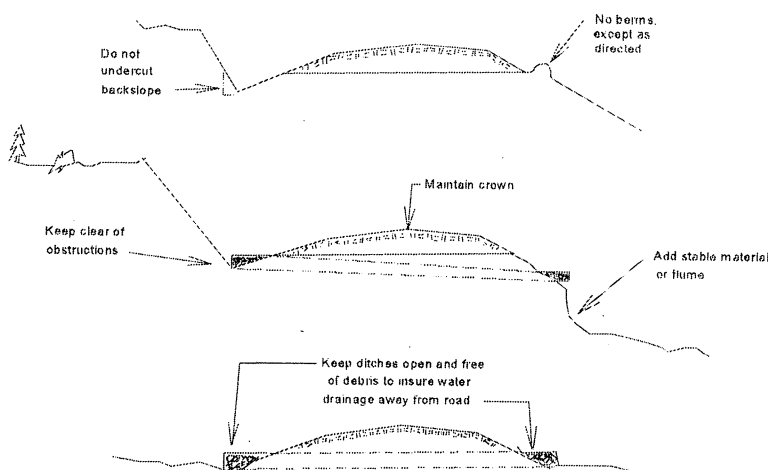 No berms,
except as
directed
Do not
undercut
backslope
Maintain crown
Keep clear of
obstructions
Add stable material
or flume
Keep ditches open and free
of debris to insure water
drainage away from road